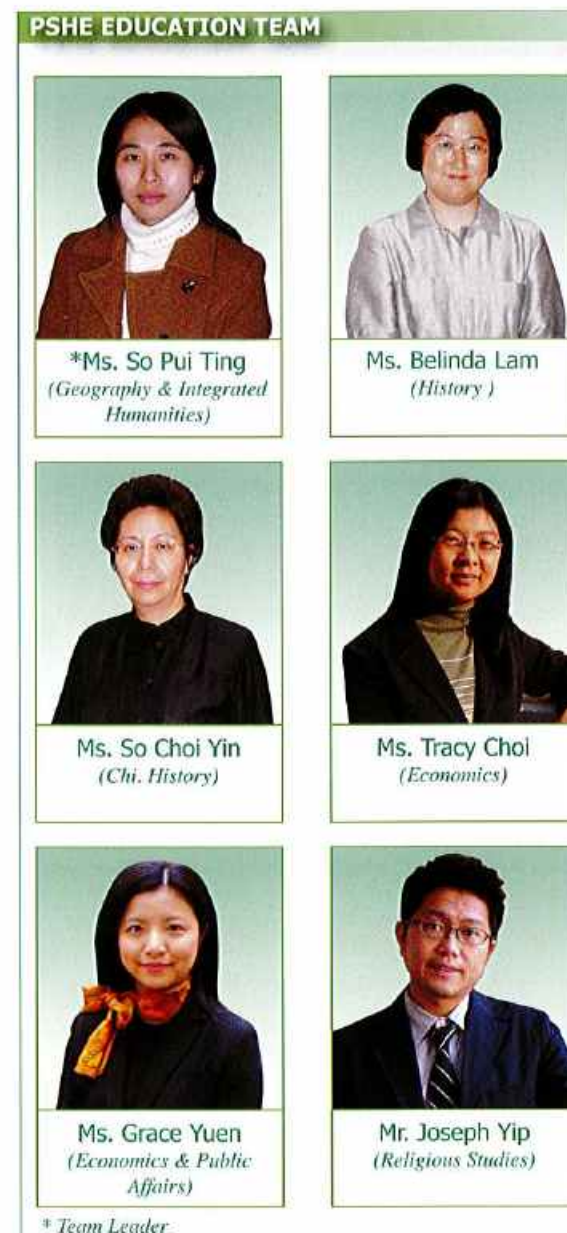 PSHE EDUCATION TEAM
*Ms. So Pui Ting
(Geography & Integrated
Humanities)
Ms. Belinda Lam
(History )
Ms. So Choi Yin
(Chi. History)
Ms. Tracy Choi
(Economics)
Ms. Grace Yuen
(Economics & Public
Affairs)
Mr. Joseph Yip
(Religious Studies)
* Team Leader